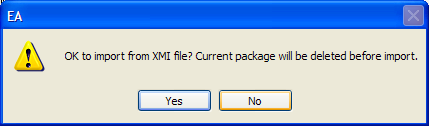 EA
OK to import from XMI file? Current package will be deleted before import.
Yes
No